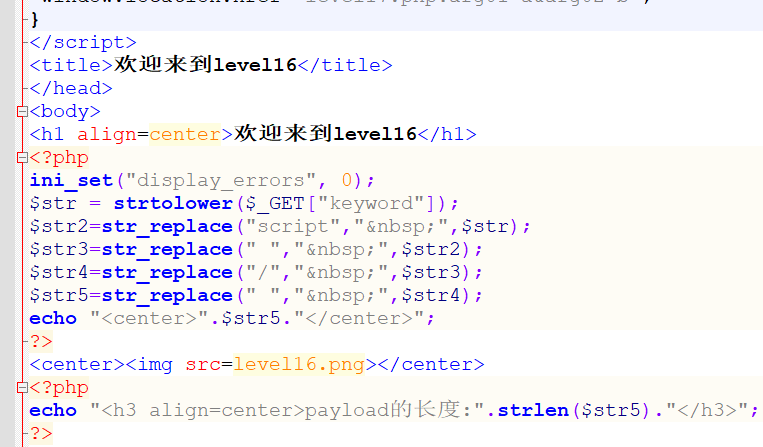 }
</script>
<title>欢迎来到level16</title>
</head>
<body>
<h1 align=center>欢迎来到level16</h1>
<?php
ini_set("display_errors", 0);
$str = strtolower($_GET["keyword"]);
$str2=str_replace("script","&nbsp;",$str);
$str3=str_replace(" ","&nbsp;",$str2);
$str4=str_replace("/","&nbsp;",$str3);
$str5=str_replace(" ","&nbsp;",$str4);
echo "<center>".$str5."</center>";
?>
<center><img src=level16.png></center>
<?php
echo "<h3 align=center>payload的长度:".strlen($str5)."</h3>";
?>